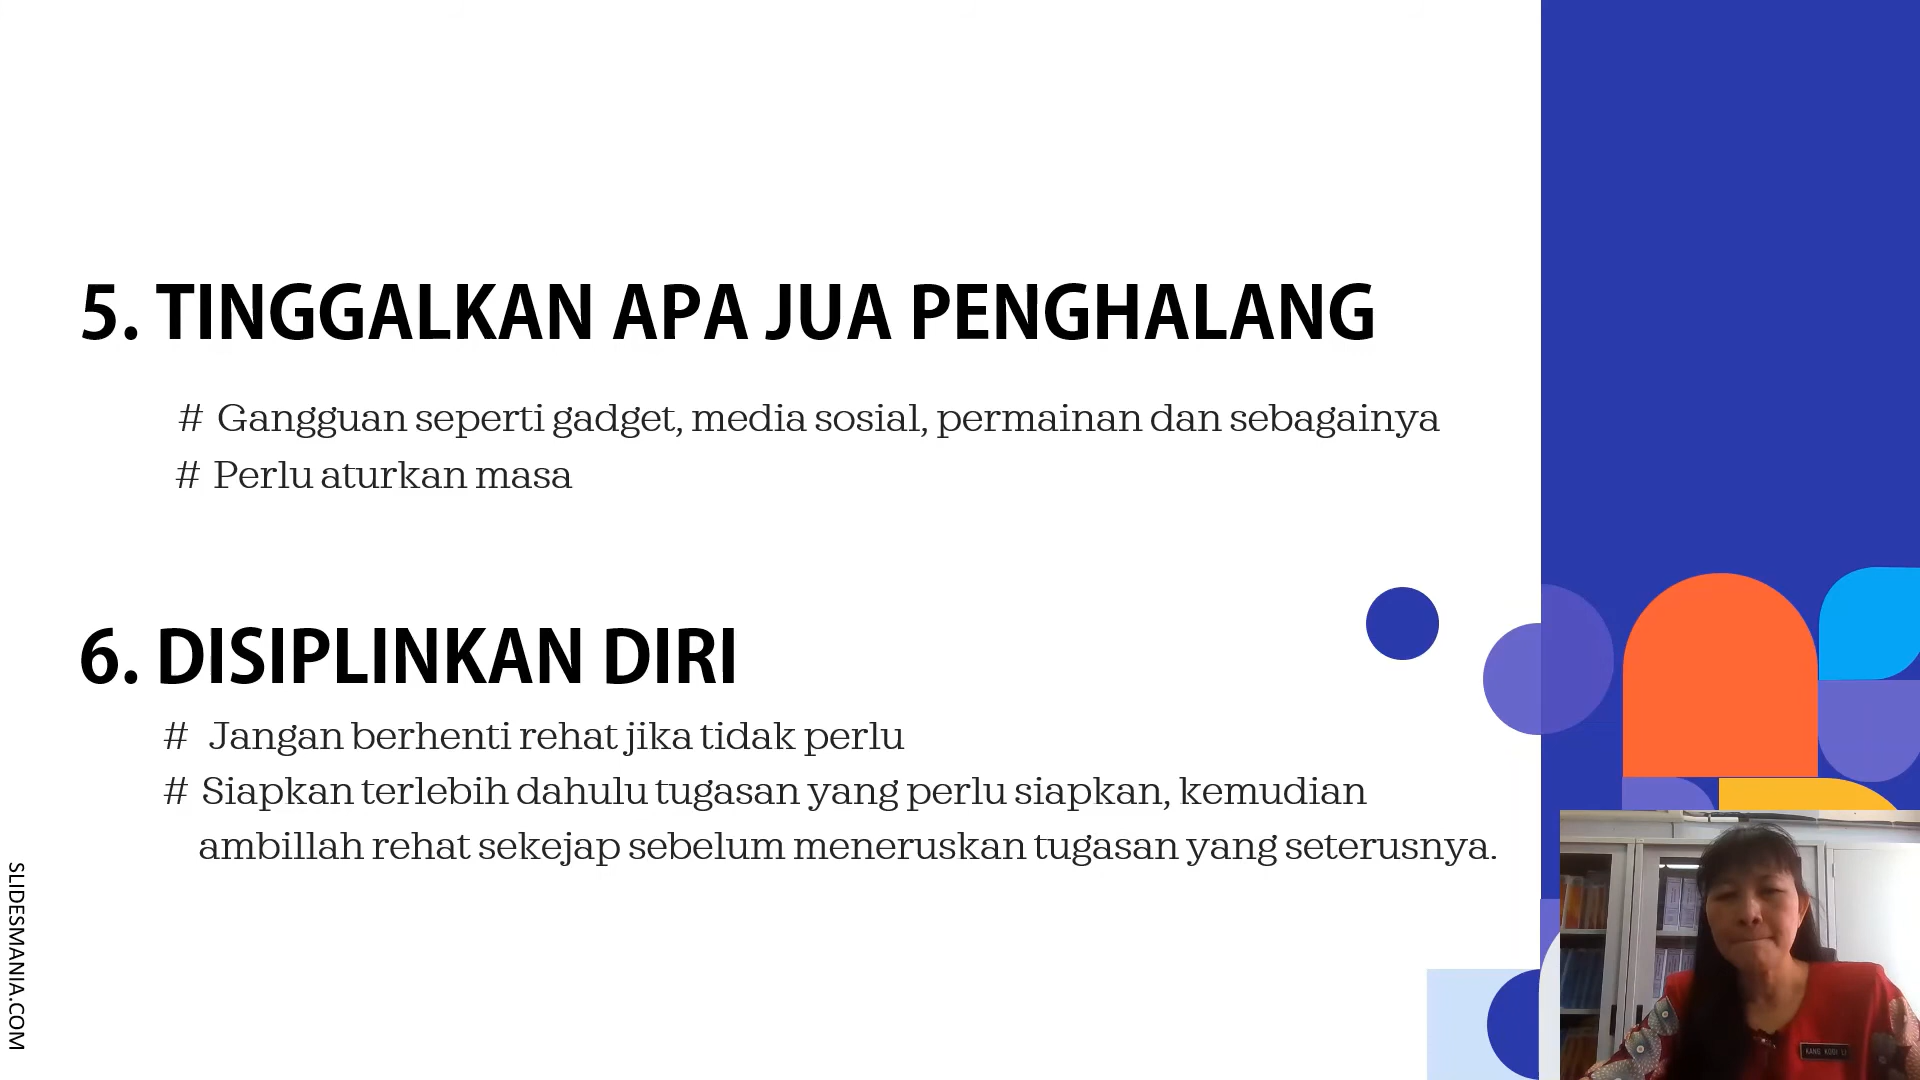 5. TINGGALKAN APA JUA PENGHALANG
# Gangguan seperti gadget, media sosial, permainan dan sebagainya
# Perlu aturkan masa
6. DISIPLINKAN DIRI
# Jangan berhenti rehat jika tidak perlu
# Siapkan terlebih dahulu tugasan yang perlu siapkan, kemudian
ambillah rehat sekejap sebelum meneruskan tugasan yang seterusnya.
SLIDESMANIA.COM
KANG